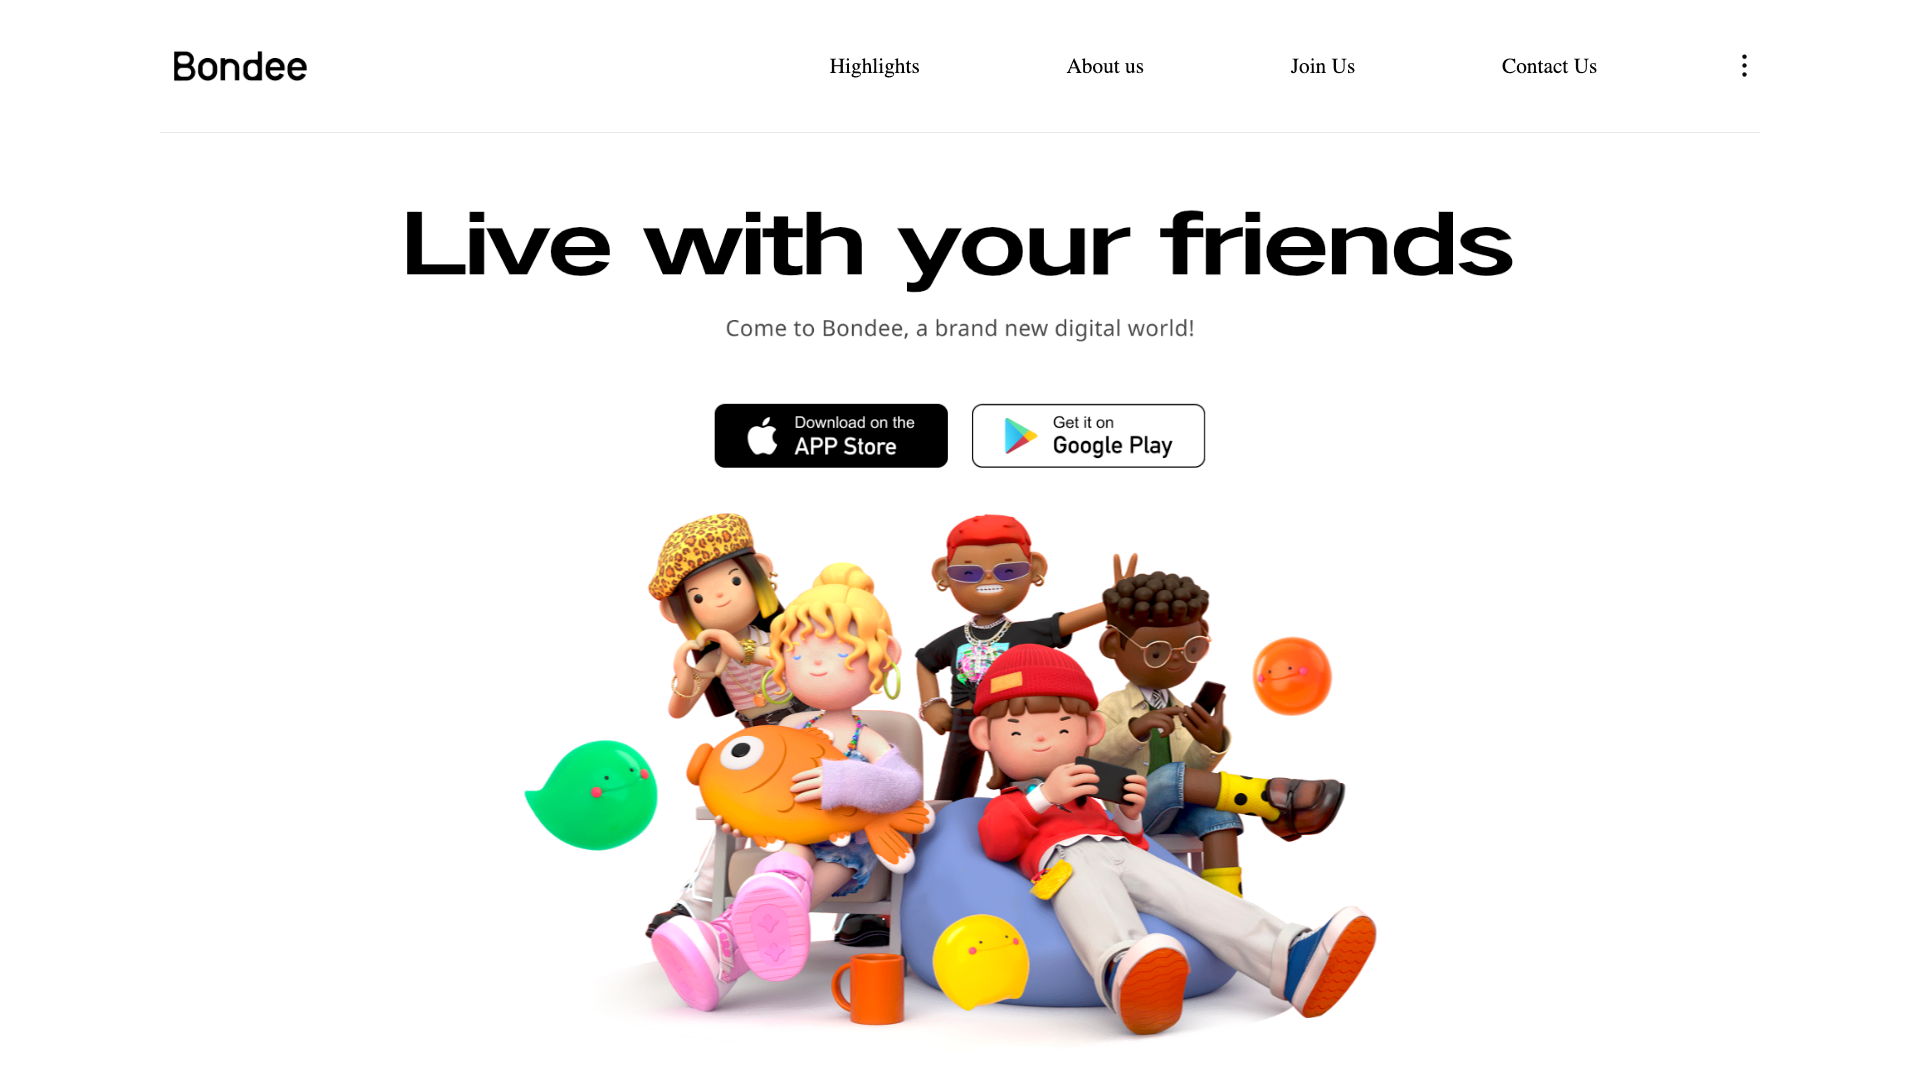 Bondee
Highlights
About us
Join Us
Contact Us
Live with your friends
Come to Bondee, a brand new digital world!
Download on the
APP Store
Get it on
Google Play